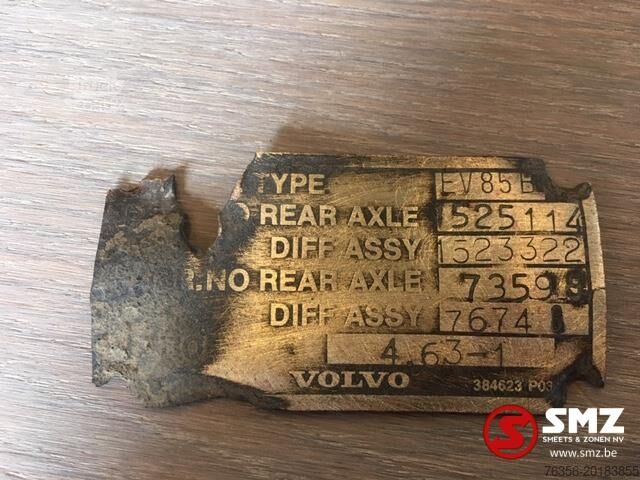 TYPE EV85B
O REAR AXLE 525114
DIFF ASSY 1523322
R.NO REAR AXLE 73598
DIFF ASSY 7674
4.63-1
VOLVO 384623 P03
SMZ
SMEETS & ZONEN NV
www.smz.be
76356-20183855